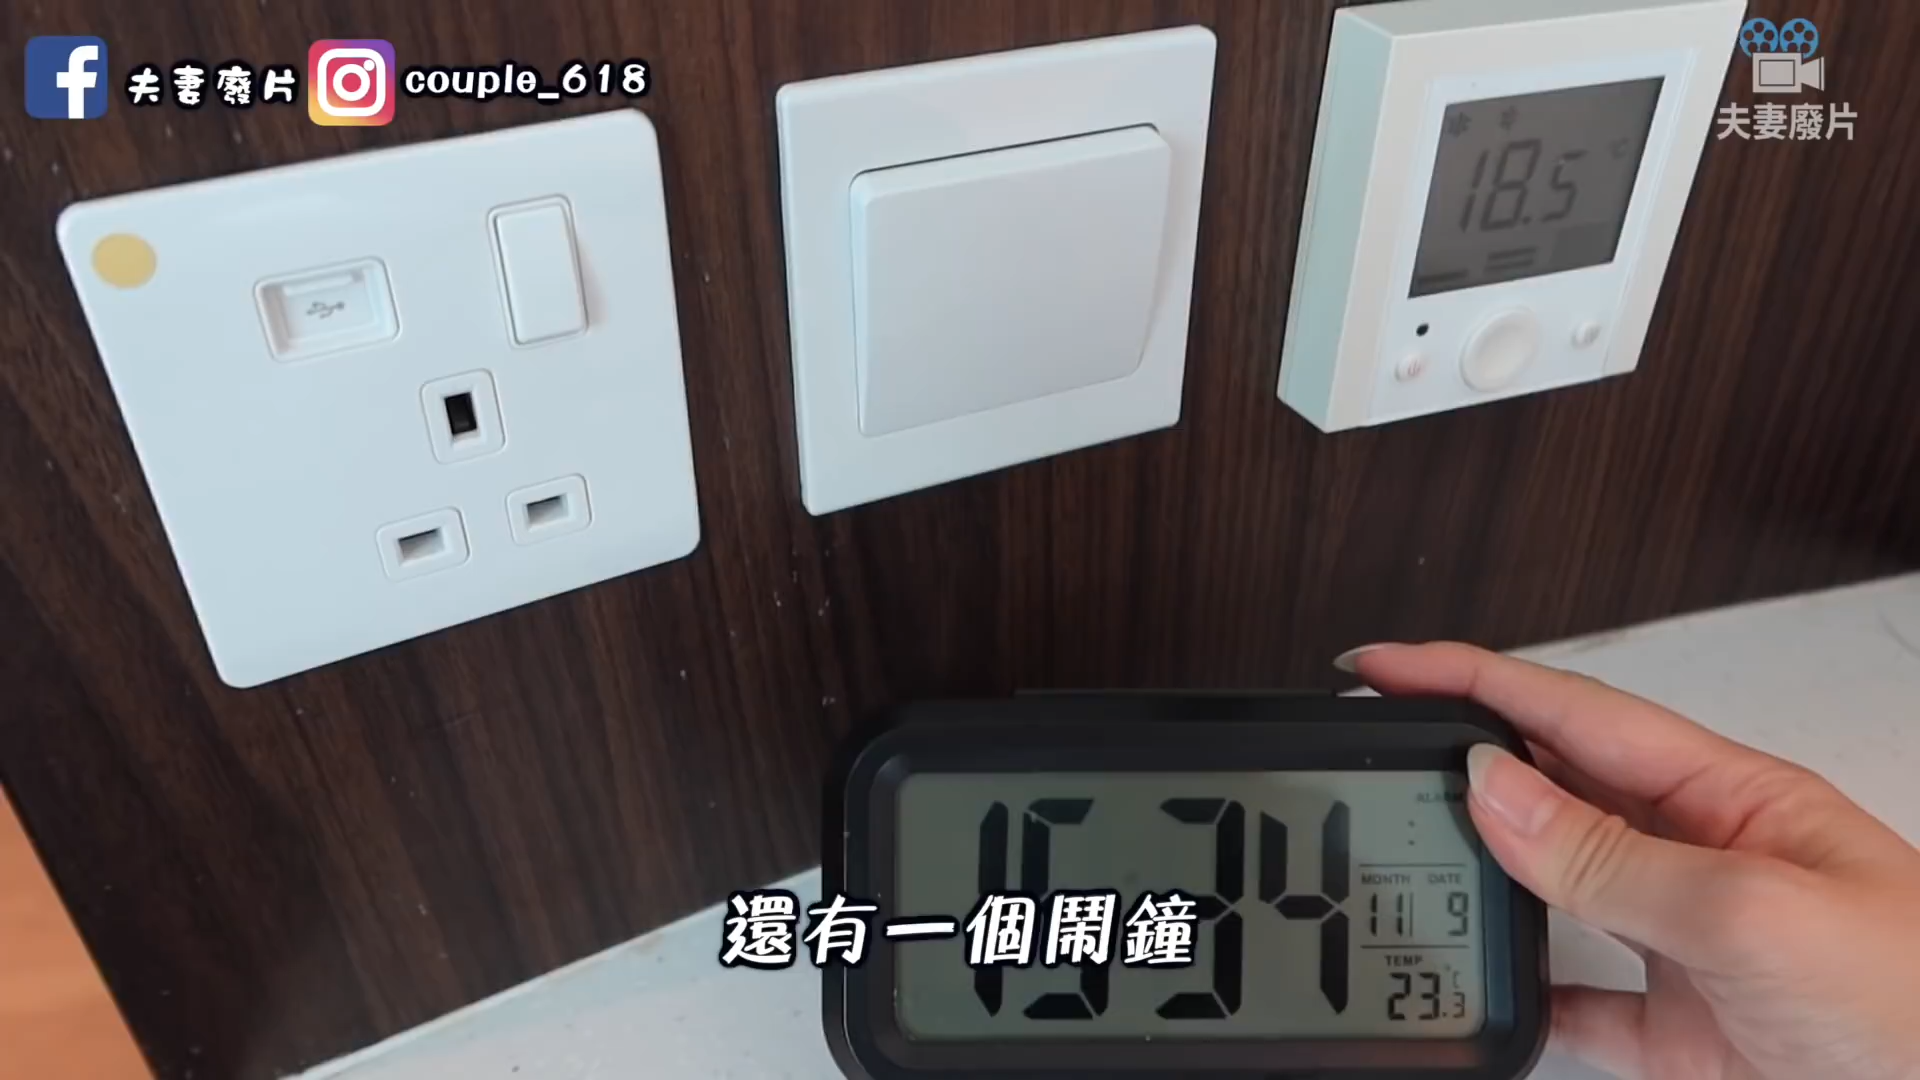 夫妻廢片 couple_618
夫妻廢片
18.5 °C
ALARM
15:34
MONTH DATE
11 9
TEMP
23.3 °C
還有一個鬧鐘